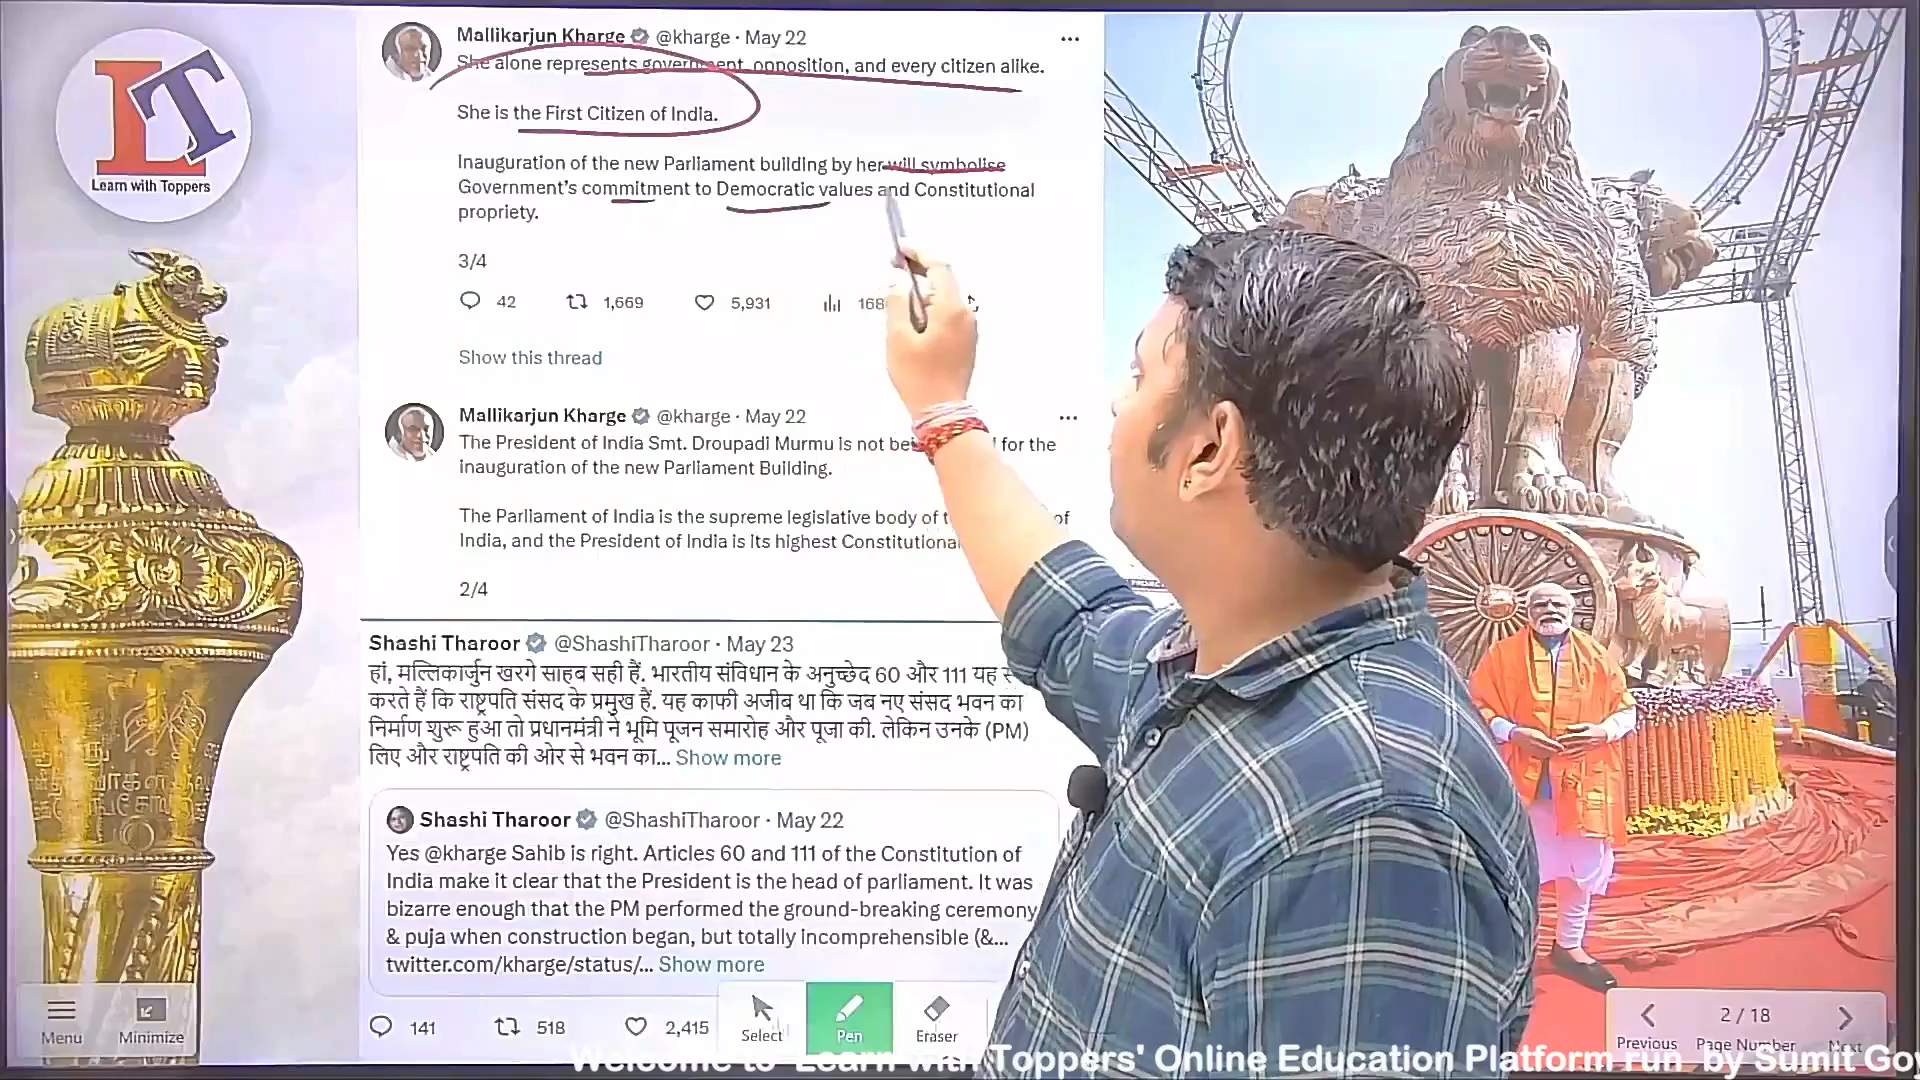 LT
Learn with Toppers
Mallikarjun Kharge @kharge · May 22
She alone represents government, opposition, and every citizen alike.
She is the First Citizen of India.
Inauguration of the new Parliament building by her will symbolise
Government's commitment to Democratic values and Constitutional
propriety.
3/4
42 1,669 5,931 168
Show this thread
Mallikarjun Kharge @kharge · May 22
The President of India Smt. Droupadi Murmu is not for the
inauguration of the new Parliament Building.
The Parliament of India is the supreme legislative body of of
India, and the President of India is its highest
2/4
Shashi Tharoor @ShashiTharoor · May 23
हां, मल्लिकार्जुन खरगे साहब सही हैं. भारतीय संविधान के अनुच्छेद 60 और 111 यह
करते हैं कि राष्ट्रपति संसद के प्रमुख हैं. यह काफी अजीब था कि जब नए संसद भवन का
निर्माण शुरू हुआ तो प्रधानमंत्री ने भूमि पूजन समारोह और पूजा की. लेकिन उनके (PM)
लिए और राष्ट्रपति की ओर से भवन का... Show more
Shashi Tharoor @ShashiTharoor · May 22
Yes @kharge Sahib is right. Articles 60 and 111 of the Constitution of
India make it clear that the President is the head of parliament. It was
bizarre enough that the PM performed the ground-breaking ceremony
& puja when construction began, but totally incomprehensible (&...
twitter.com/kharge/status/... Show more
141 518 2,415
Menu Minimize Select Pen Eraser
2 / 18
Previous Page Number Next
Welcome to 'Learn with Toppers' Online Education Platform run by Sumit